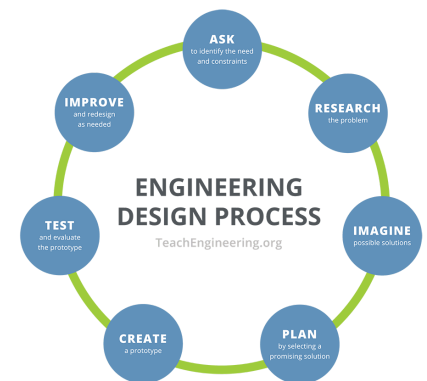 ASK
to identify the need
and constraints
RESEARCH
the problem
IMAGINE
possible solutions
PLAN
by selecting a
promising solution
CREATE
a prototype
TEST
and evaluate
the prototype
IMPROVE
and redesign
as needed
ENGINEERING
DESIGN PROCESS
TeachEngineering.org